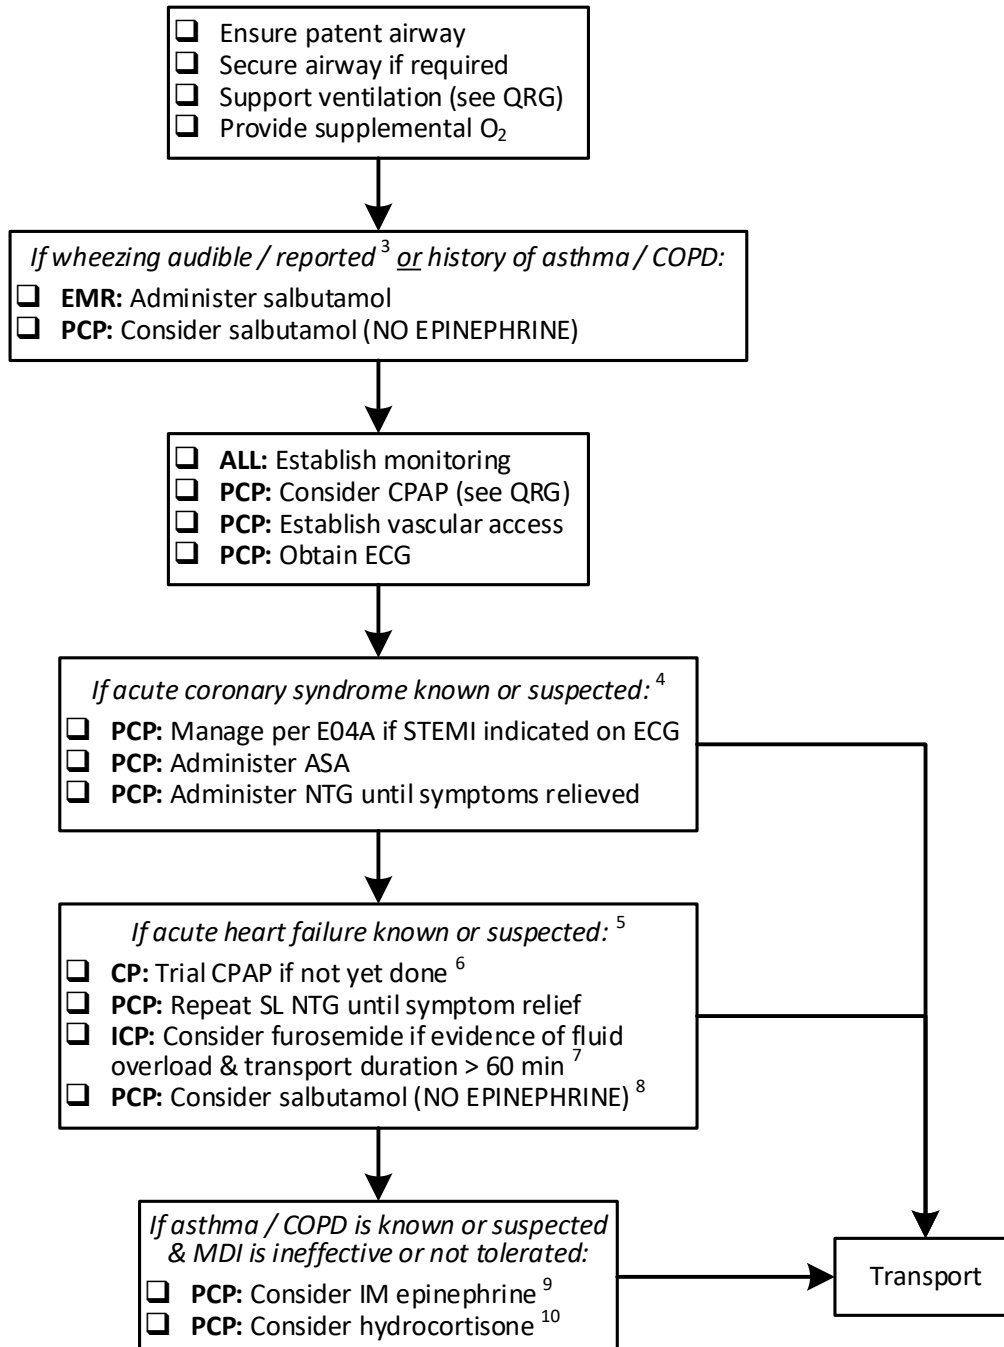 ❑ Ensure patent airway
❑ Secure airway if required
❑ Support ventilation (see QRG)
❑ Provide supplemental O₂
If wheezing audible / reported ³ or history of asthma / COPD:
❑ EMR: Administer salbutamol
❑ PCP: Consider salbutamol (NO EPINEPHRINE)
❑ ALL: Establish monitoring
❑ PCP: Consider CPAP (see QRG)
❑ PCP: Establish vascular access
❑ PCP: Obtain ECG
If acute coronary syndrome known or suspected: ⁴
❑ PCP: Manage per E04A if STEMI indicated on ECG
❑ PCP: Administer ASA
❑ PCP: Administer NTG until symptoms relieved
If acute heart failure known or suspected: ⁵
❑ CP: Trial CPAP if not yet done ⁶
❑ PCP: Repeat SL NTG until symptom relief
❑ ICP: Consider furosemide if evidence of fluid
overload & transport duration > 60 min ⁷
❑ PCP: Consider salbutamol (NO EPINEPHRINE) ⁸
If asthma / COPD is known or suspected
& MDI is ineffective or not tolerated:
❑ PCP: Consider IM epinephrine ⁹
❑ PCP: Consider hydrocortisone ¹⁰
Transport